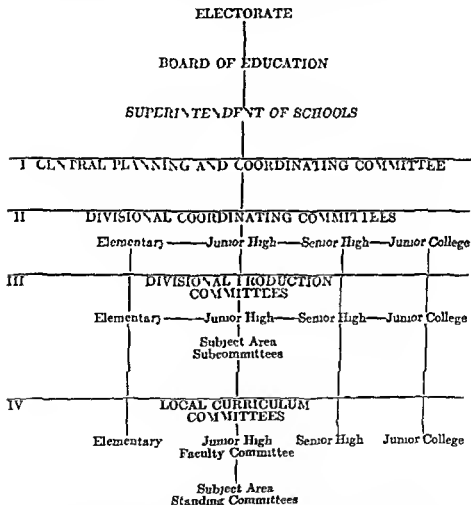 ELECTORATE
BOARD OF EDUCATION
SUPERINTENDENT OF SCHOOLS
I CENTRAL PLANNING AND COORDINATING COMMITTEE
II DIVISIONAL COORDINATING COMMITTEES
Elementary Junior High Senior High Junior College
III DIVISIONAL PRODUCTION
COMMITTEES
Elementary Junior High Senior High Junior College
Subject Area
Subcommittees
IV LOCAL CURRICULUM
COMMITTEES
Elementary Junior High Senior High Junior College
Faculty Committee
Subject Area
Standing Committees